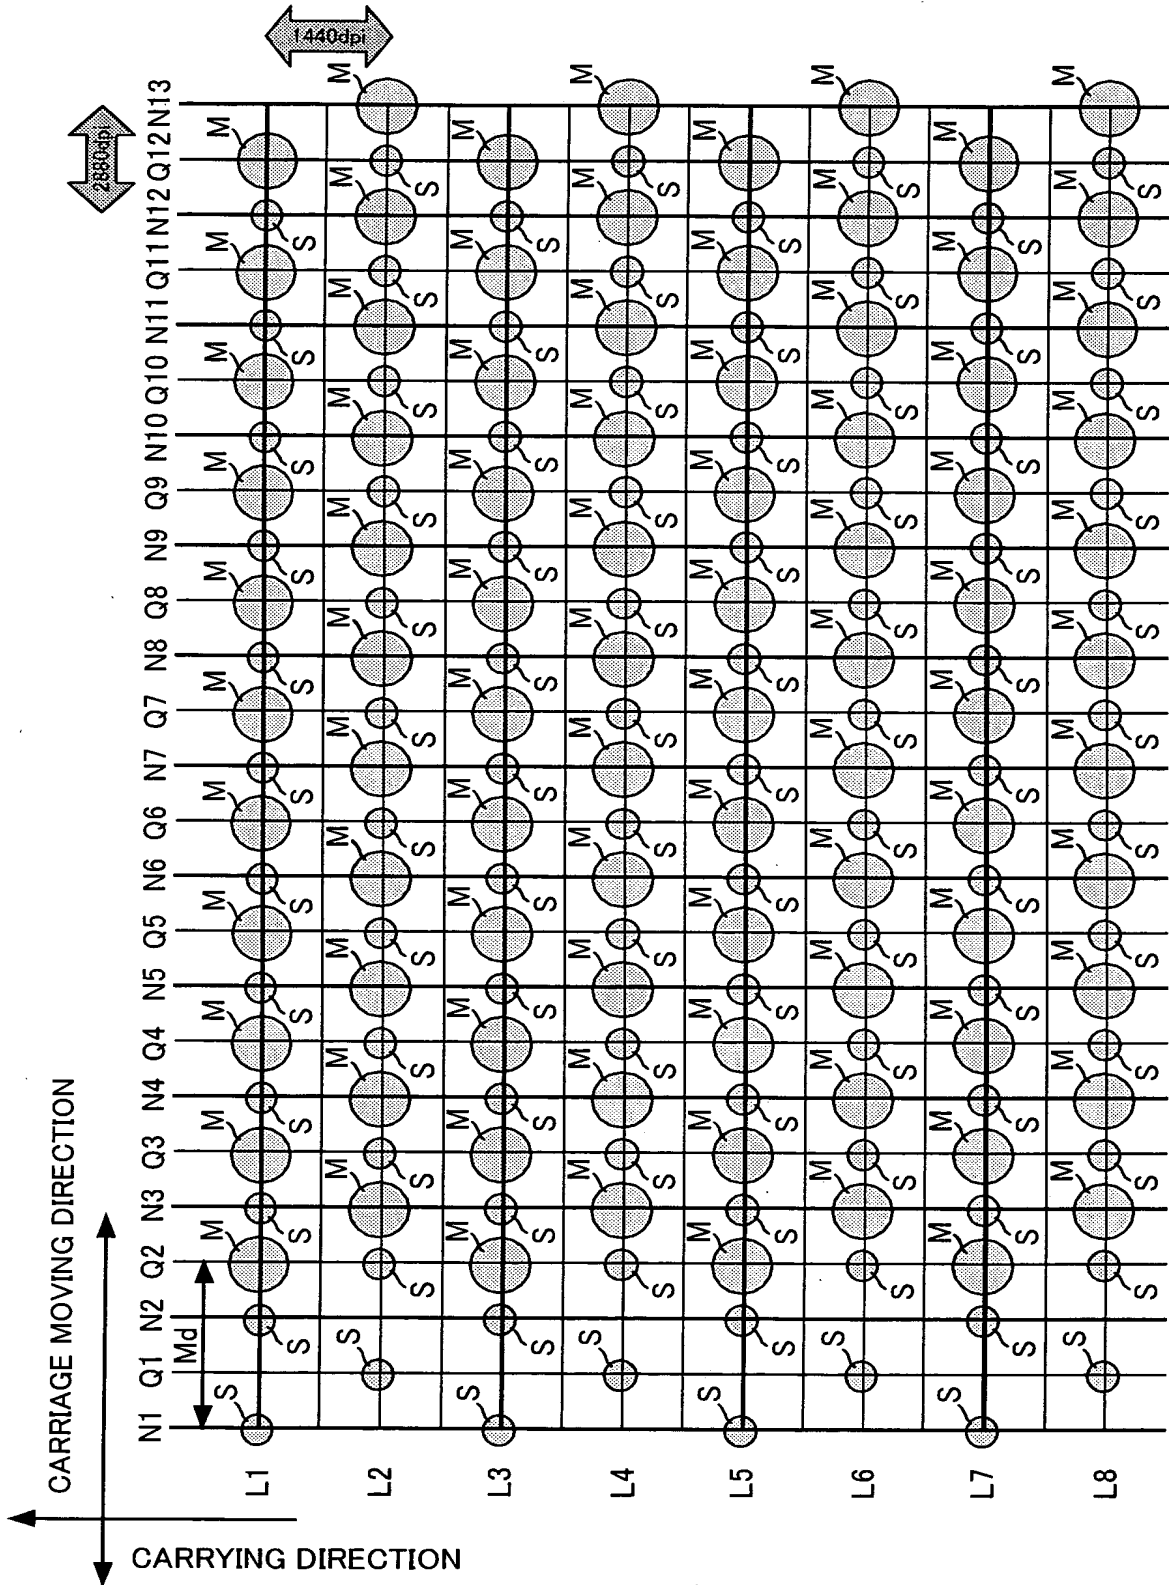 1440dpi
2880dpi
CARRIAGE MOVING DIRECTION
CARRYING DIRECTION
Md
N1 Q1 N2 Q2 N3 Q3 N4 Q4 N5 Q5 N6 Q6 N7 Q7 N8 Q8 N9 Q9 N10 Q10 N11 Q11 N12 Q12 N13
L1 S S M S M S M S M S M S M S M S M S M S M S M
L2 S S M S M S M S M S M S M S M S M S M S M S M
L3 S S M S M S M S M S M S M S M S M S M S M S M
L4 S S M S M S M S M S M S M S M S M S M S M S M
L5 S S M S M S M S M S M S M S M S M S M S M S M
L6 S S M S M S M S M S M S M S M S M S M S M S M
L7 S S M S M S M S M S M S M S M S M S M S M S M
L8 S S M S M S M S M S M S M S M S M S M S M S M